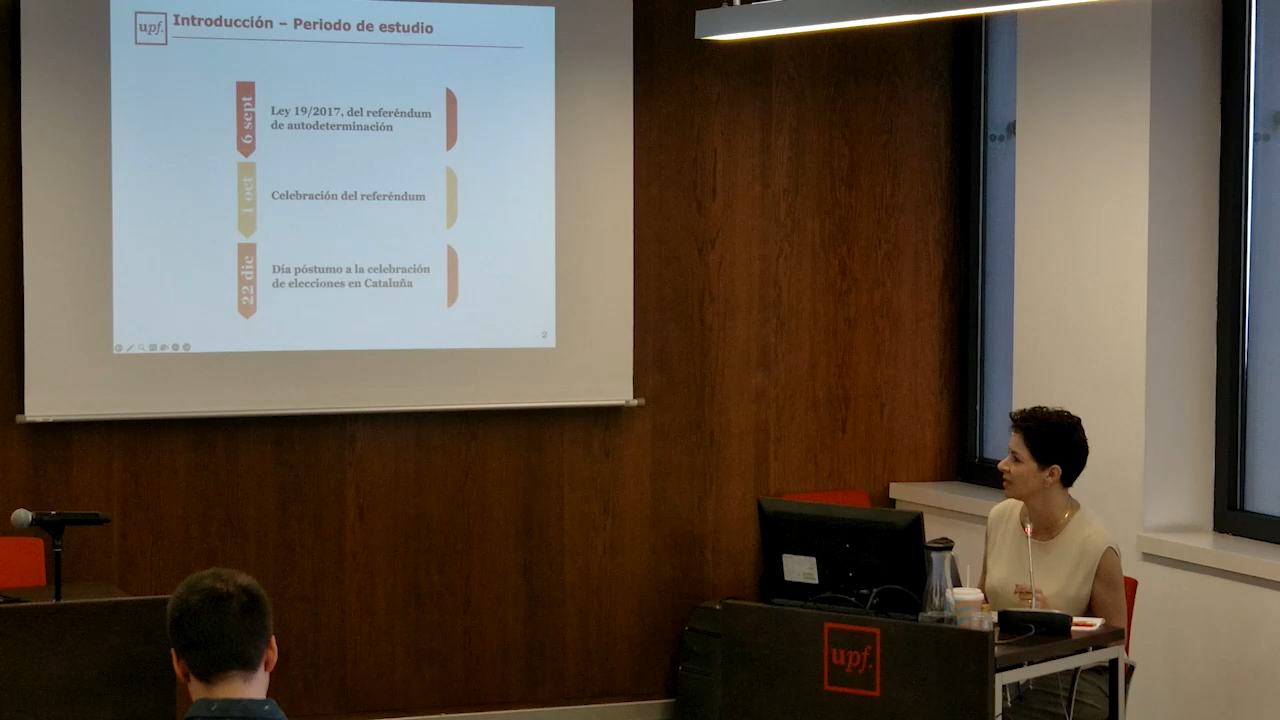 upf.
Introducción – Periodo de estudio
6 sept
Ley 19/2017, del referéndum
de autodeterminación
1 oct
Celebración del referéndum
22 dic
Día póstumo a la celebración
de elecciones en Cataluña
2
upf.